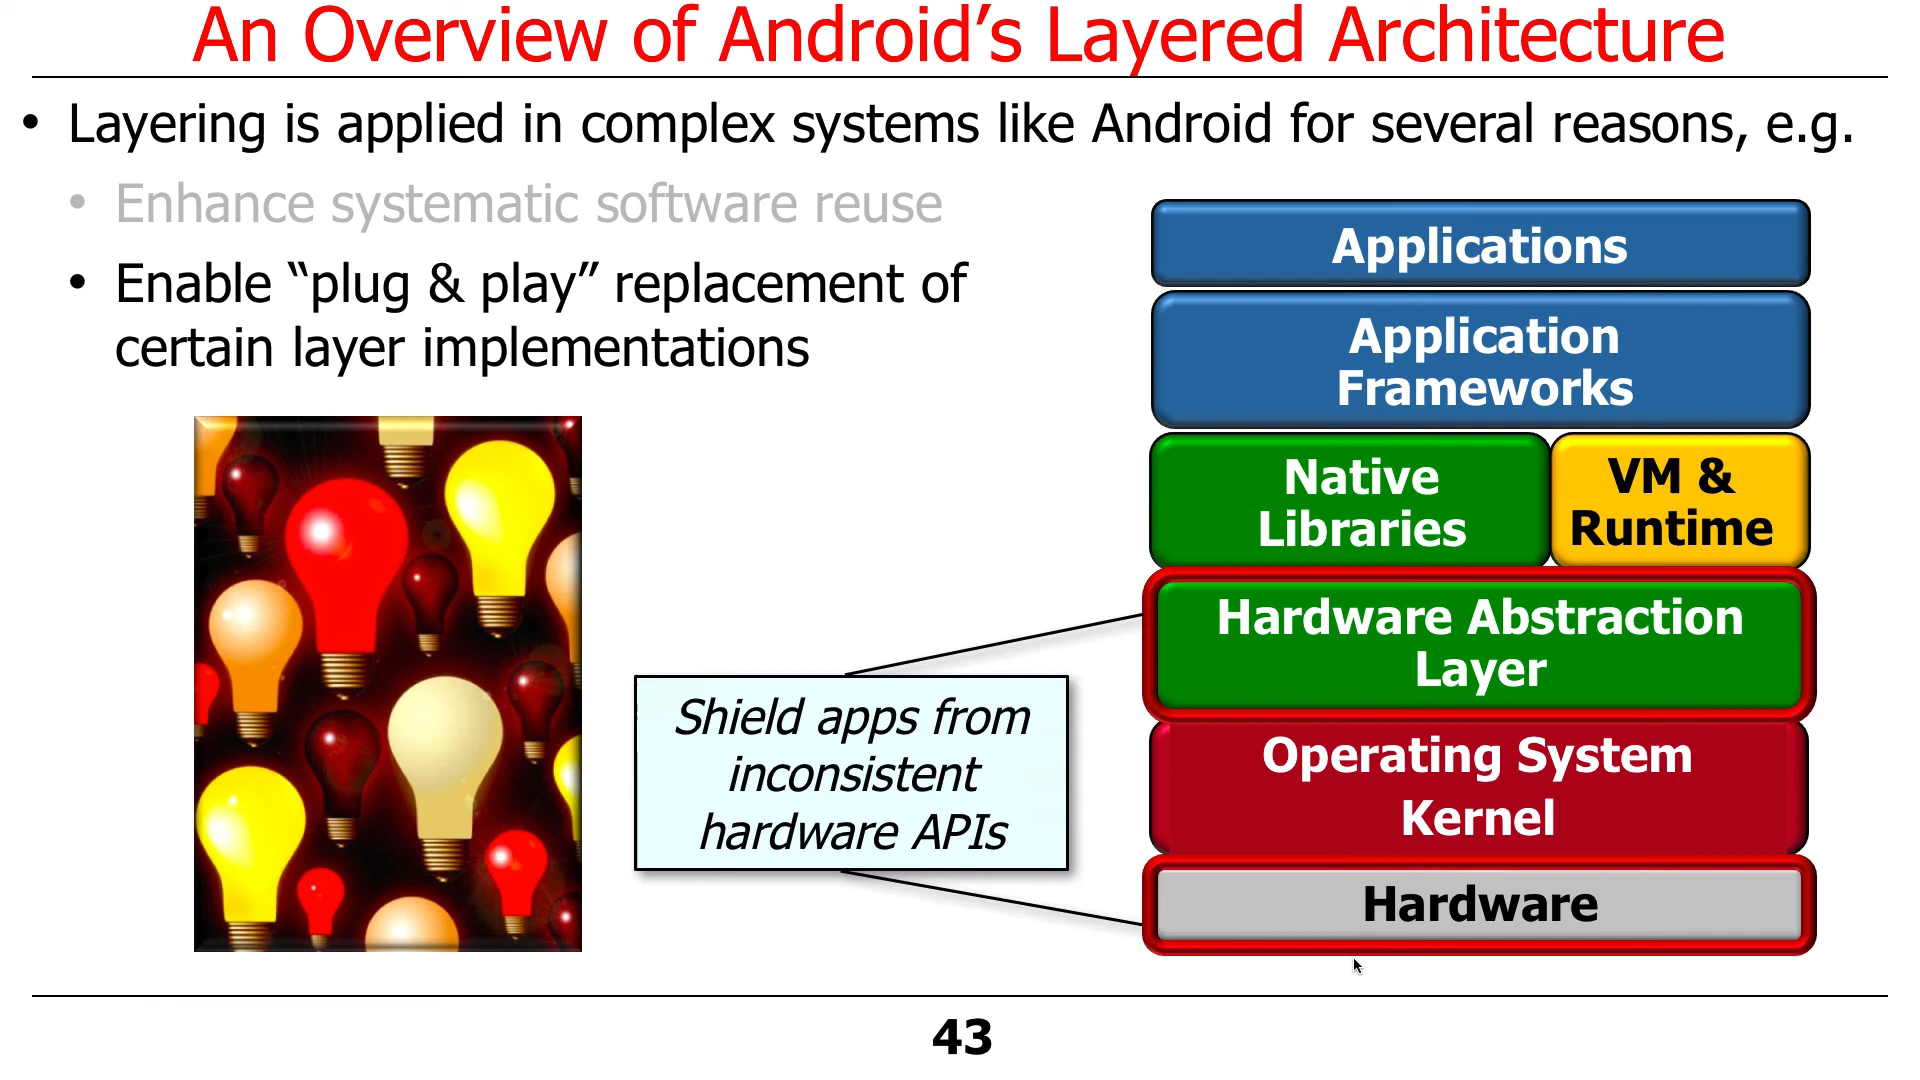 An Overview of Android’s Layered Architecture
• Layering is applied in complex systems like Android for several reasons, e.g.
• Enhance systematic software reuse
• Enable “plug & play” replacement of
certain layer implementations
Applications
Application
Frameworks
Native
Libraries
VM &
Runtime
Hardware Abstraction
Layer
Shield apps from
inconsistent
hardware APIs
Operating System
Kernel
Hardware
43